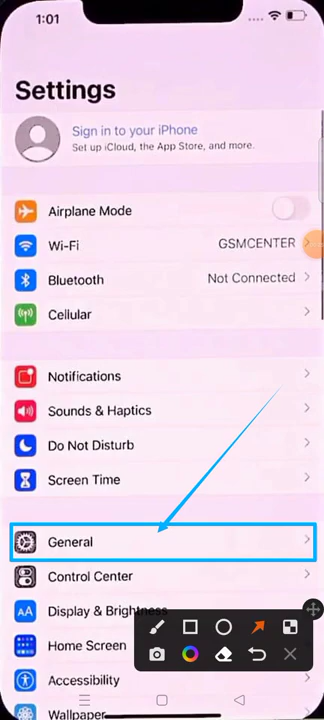 1:01
Settings
Sign in to your iPhone
Set up iCloud, the App Store, and more.
Airplane Mode
Wi-Fi GSMCENTER
Bluetooth Not Connected
Cellular
Notifications
Sounds & Haptics
Do Not Disturb
Screen Time
General
Control Center
AA Display & Brightness
Home Screen
Accessibility
Wallpaper